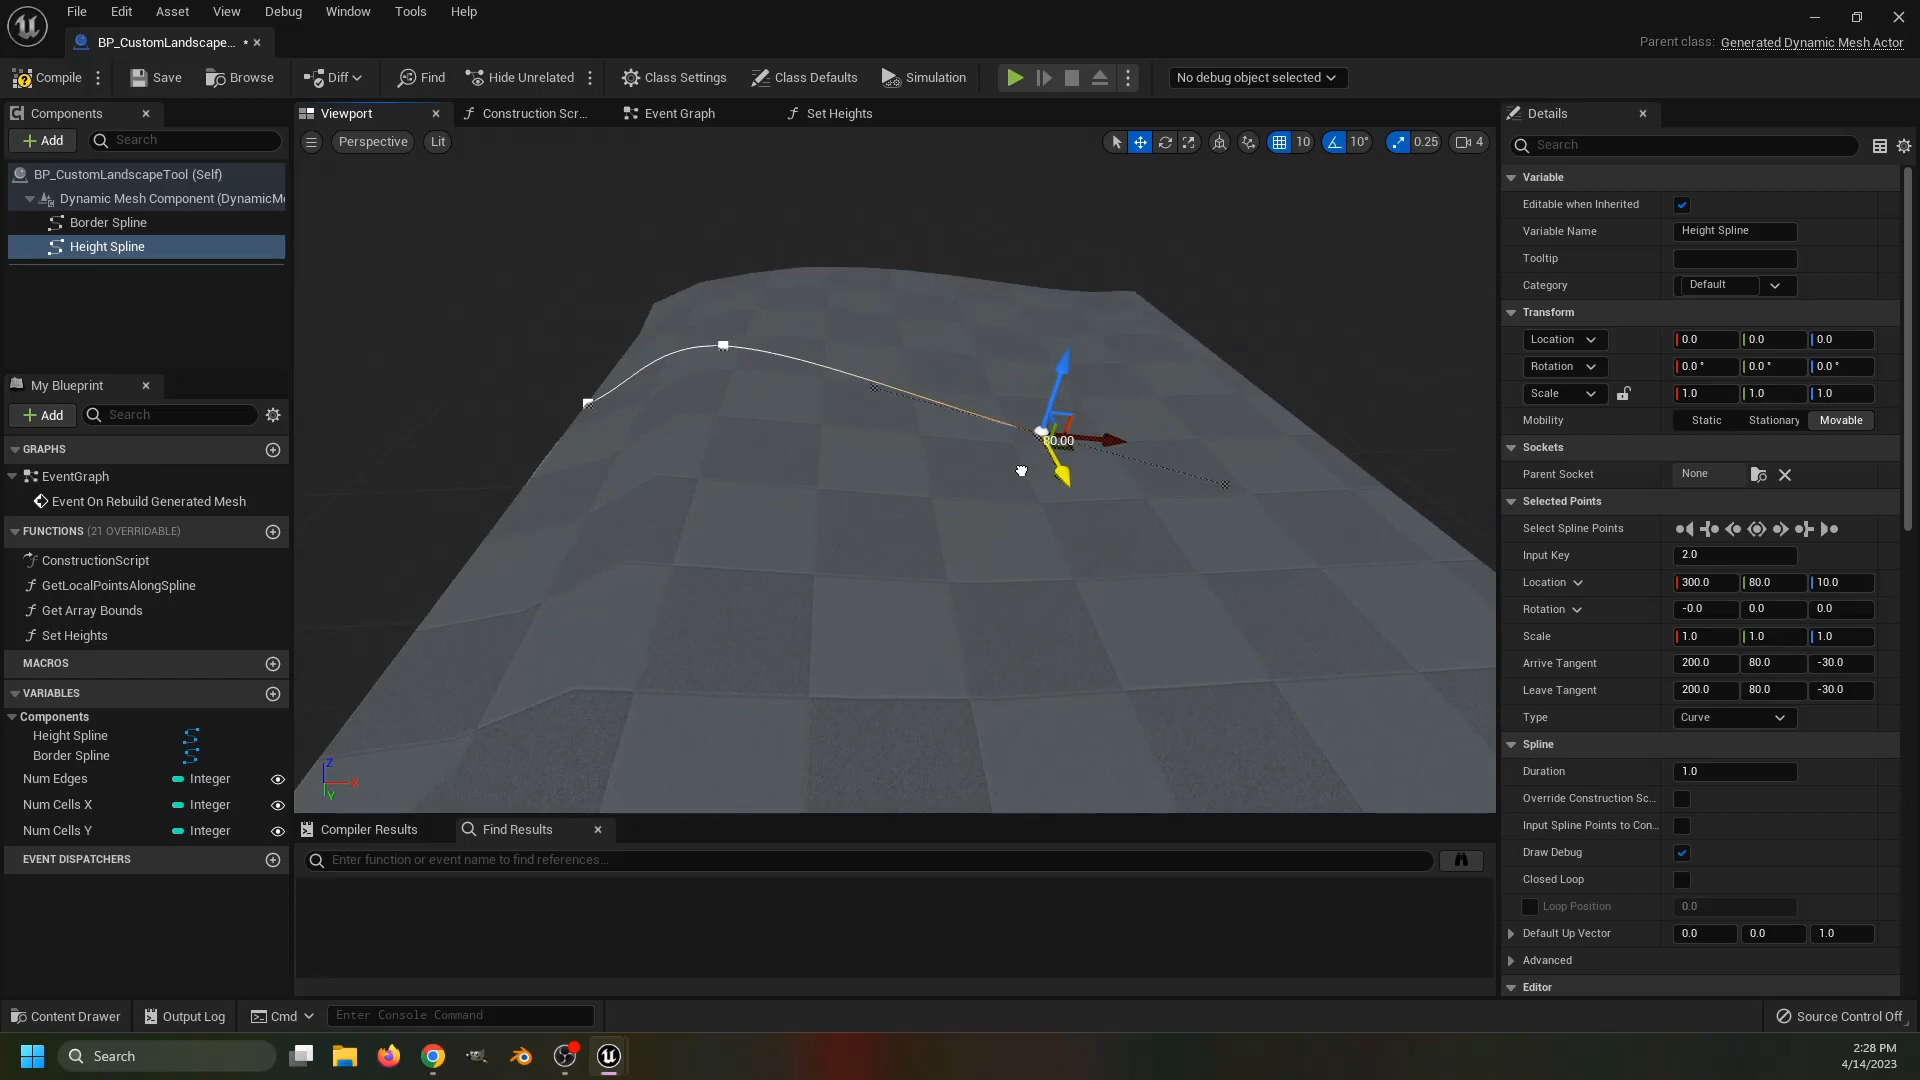 File Edit Asset View Debug Window Tools Help
BP_CustomLandscape... *
Parent class: Generated Dynamic Mesh Actor
Compile Save Browse Diff Find Hide Unrelated Class Settings Class Defaults Simulation No debug object selected
Components
Add Search
BP_CustomLandscapeTool (Self)
Dynamic Mesh Component (DynamicMe
Border Spline
Height Spline
My Blueprint
Add Search
GRAPHS
EventGraph
Event On Rebuild Generated Mesh
FUNCTIONS (21 OVERRIDABLE)
ConstructionScript
GetLocalPointsAlongSpline
Get Array Bounds
Set Heights
MACROS
VARIABLES
Components
Height Spline
Border Spline
Num Edges Integer
Num Cells X Integer
Num Cells Y Integer
EVENT DISPATCHERS
Viewport Construction Scr... Event Graph Set Heights
Perspective Lit 10 10° 0.25 4
80.00
Z
X
Y
Compiler Results Find Results
Enter function or event name to find references...
Details
Search
Variable
Editable when Inherited
Variable Name Height Spline
Tooltip
Category Default
Transform
Location 0.0 0.0 0.0
Rotation 0.0 ° 0.0 ° 0.0 °
Scale 1.0 1.0 1.0
Mobility Static Stationary Movable
Sockets
Parent Socket None
Selected Points
Select Spline Points
Input Key 2.0
Location 300.0 80.0 10.0
Rotation -0.0 0.0 0.0
Scale 1.0 1.0 1.0
Arrive Tangent 200.0 80.0 -30.0
Leave Tangent 200.0 80.0 -30.0
Type Curve
Spline
Duration 1.0
Override Construction Sc...
Input Spline Points to Con...
Draw Debug
Closed Loop
Loop Position 0.0
Default Up Vector 0.0 0.0 1.0
Advanced
Editor
Content Drawer Output Log Cmd Enter Console Command Source Control Off
Search
2:28 PM
4/14/2023